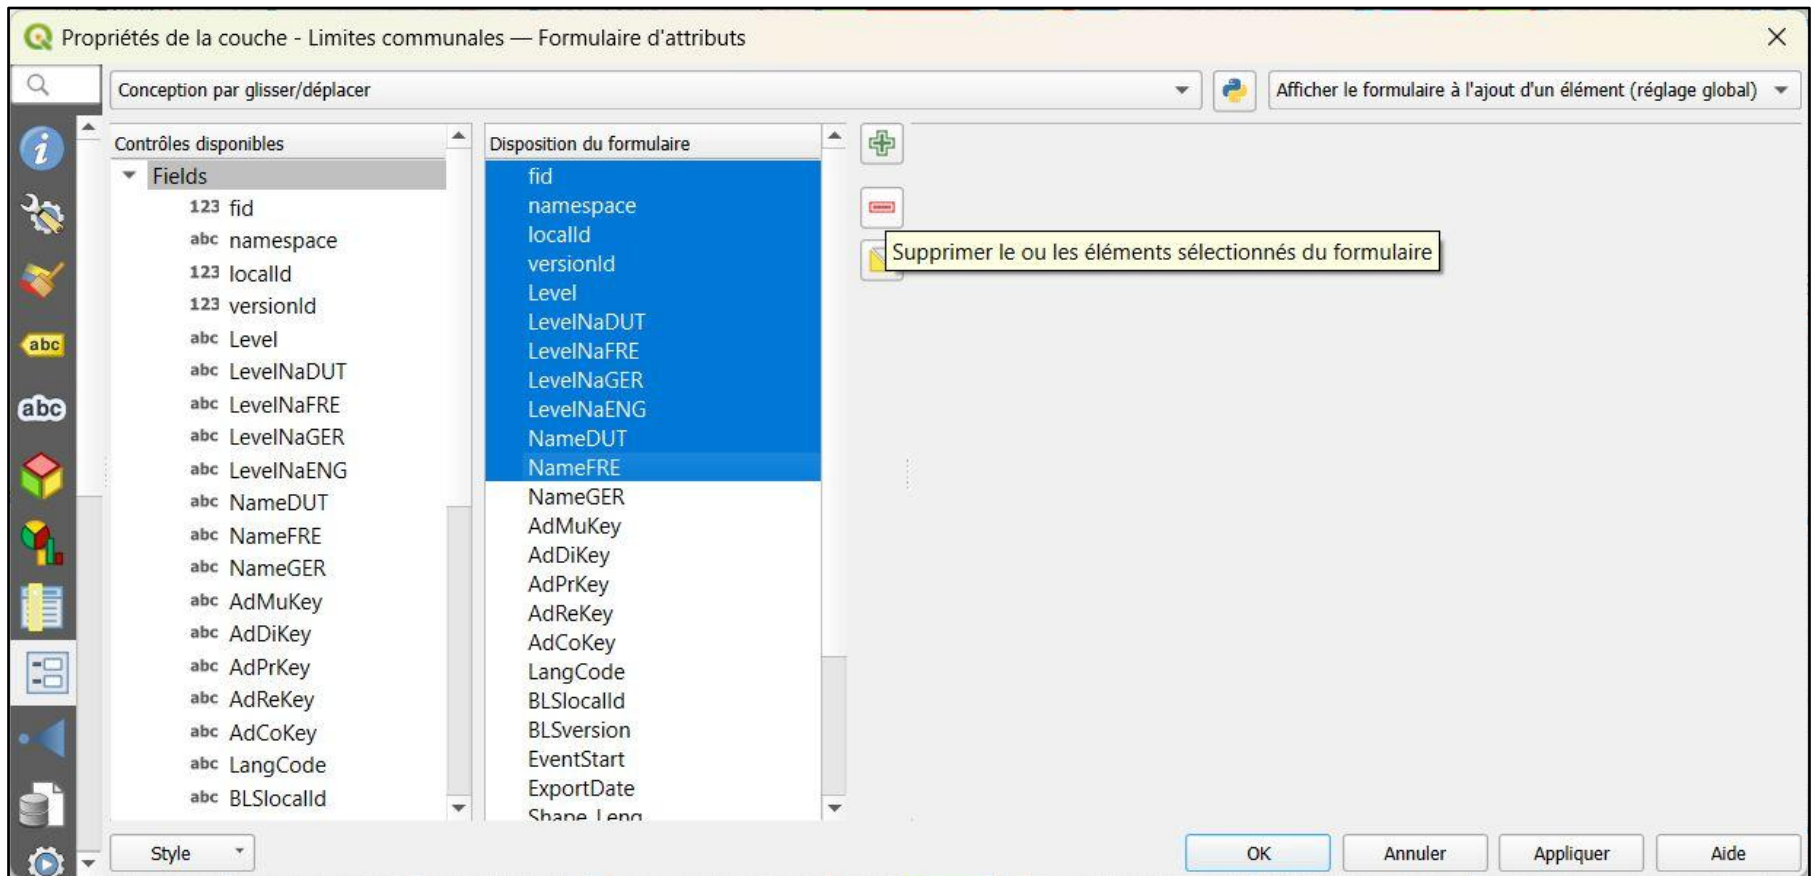 Propriétés de la couche - Limites communales — Formulaire d'attributs
Conception par glisser/déplacer
Afficher le formulaire à l'ajout d'un élément (réglage global)
Contrôles disponibles
Fields
123 fid
abc namespace
123 localId
123 versionId
abc Level
abc LevelNaDUT
abc LevelNaFRE
abc LevelNaGER
abc LevelNaENG
abc NameDUT
abc NameFRE
abc NameGER
abc AdMuKey
abc AdDiKey
abc AdPrKey
abc AdReKey
abc AdCoKey
abc LangCode
abc BLSlocalId
Disposition du formulaire
fid
namespace
localId
versionId
Level
LevelNaDUT
LevelNaFRE
LevelNaGER
LevelNaENG
NameDUT
NameFRE
NameGER
AdMuKey
AdDiKey
AdPrKey
AdReKey
AdCoKey
LangCode
BLSlocalId
BLSversion
EventStart
ExportDate
Shape_Leng
Supprimer le ou les éléments sélectionnés du formulaire
abc
abc
Style
OK
Annuler
Appliquer
Aide